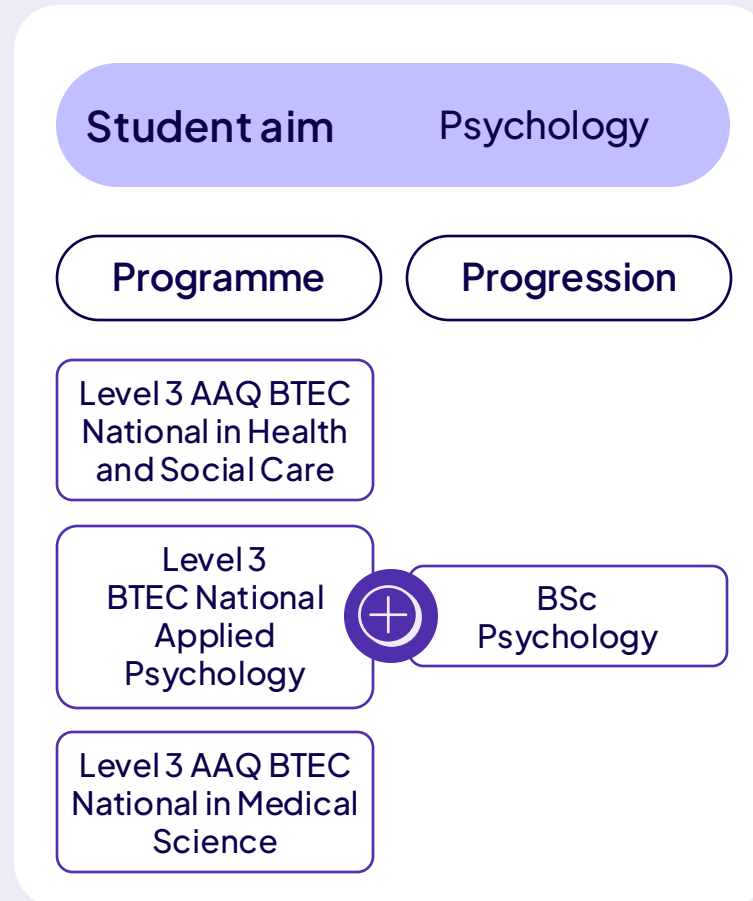 Student aim Psychology
Programme Progression
Level 3 AAQ BTEC
National in Health
and Social Care
Level 3
BTEC National
Applied
Psychology
BSc
Psychology
Level 3 AAQ BTEC
National in Medical
Science